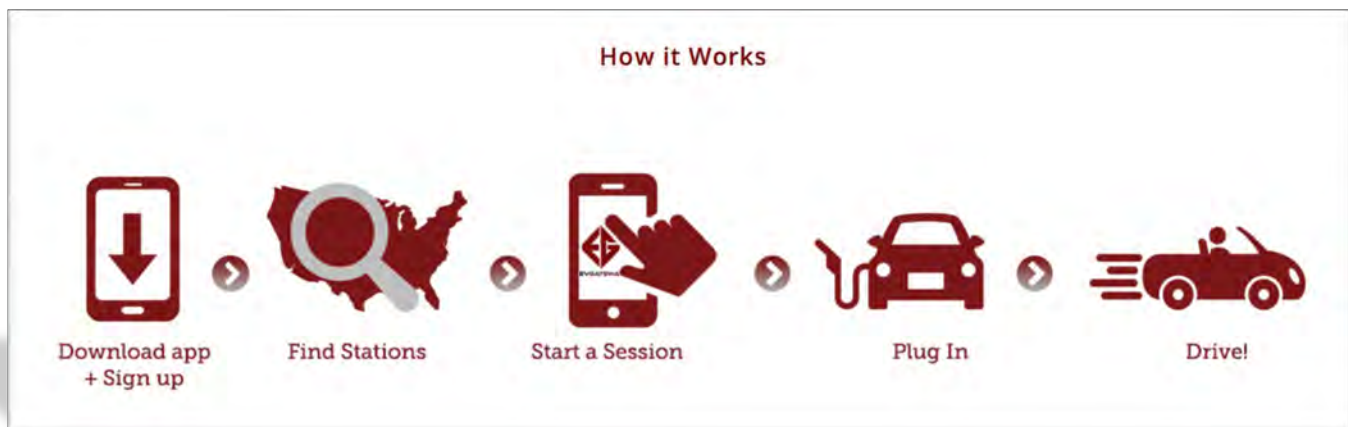 How it Works
Download app
+ Sign up
Find Stations
Start a Session
Plug In
Drive!